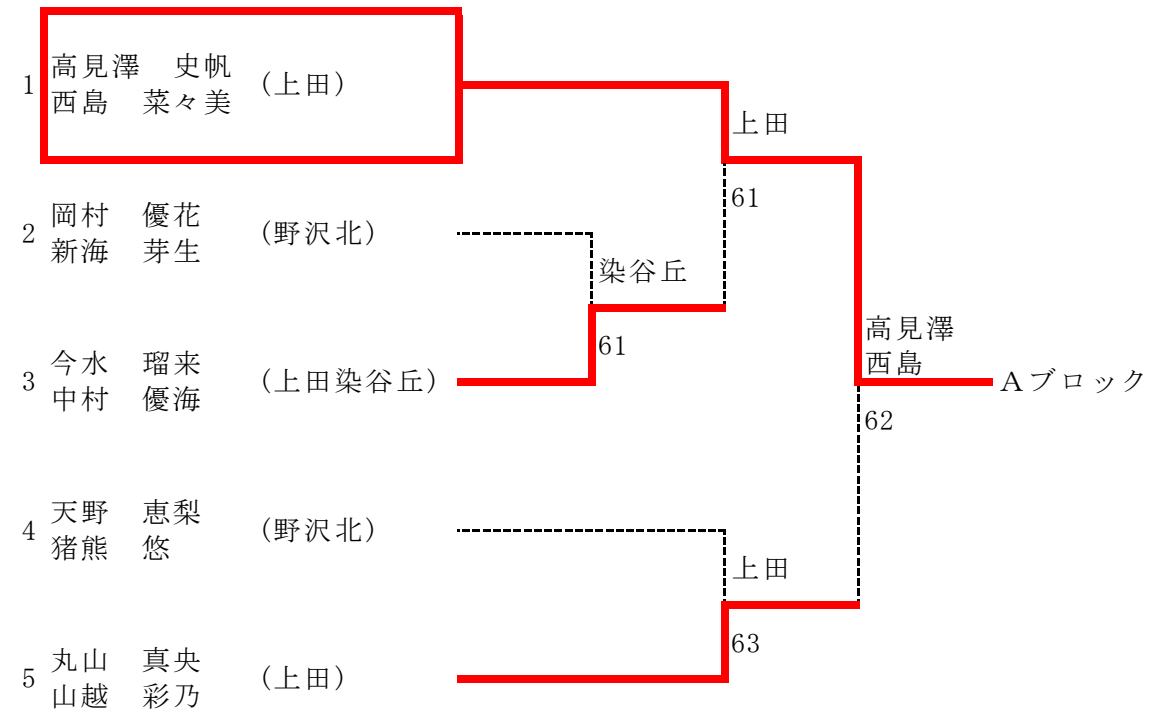 1 高見澤 史帆 (上田)
西島 菜々美
上田
61
2 岡村 優花 (野沢北)
新海 芽生
染谷丘
61
3 今水 瑠来 (上田染谷丘)
中村 優海
高見澤
西島
Aブロック
62
4 天野 恵梨 (野沢北)
猪熊 悠
上田
63
5 丸山 真央 (上田)
山越 彩乃